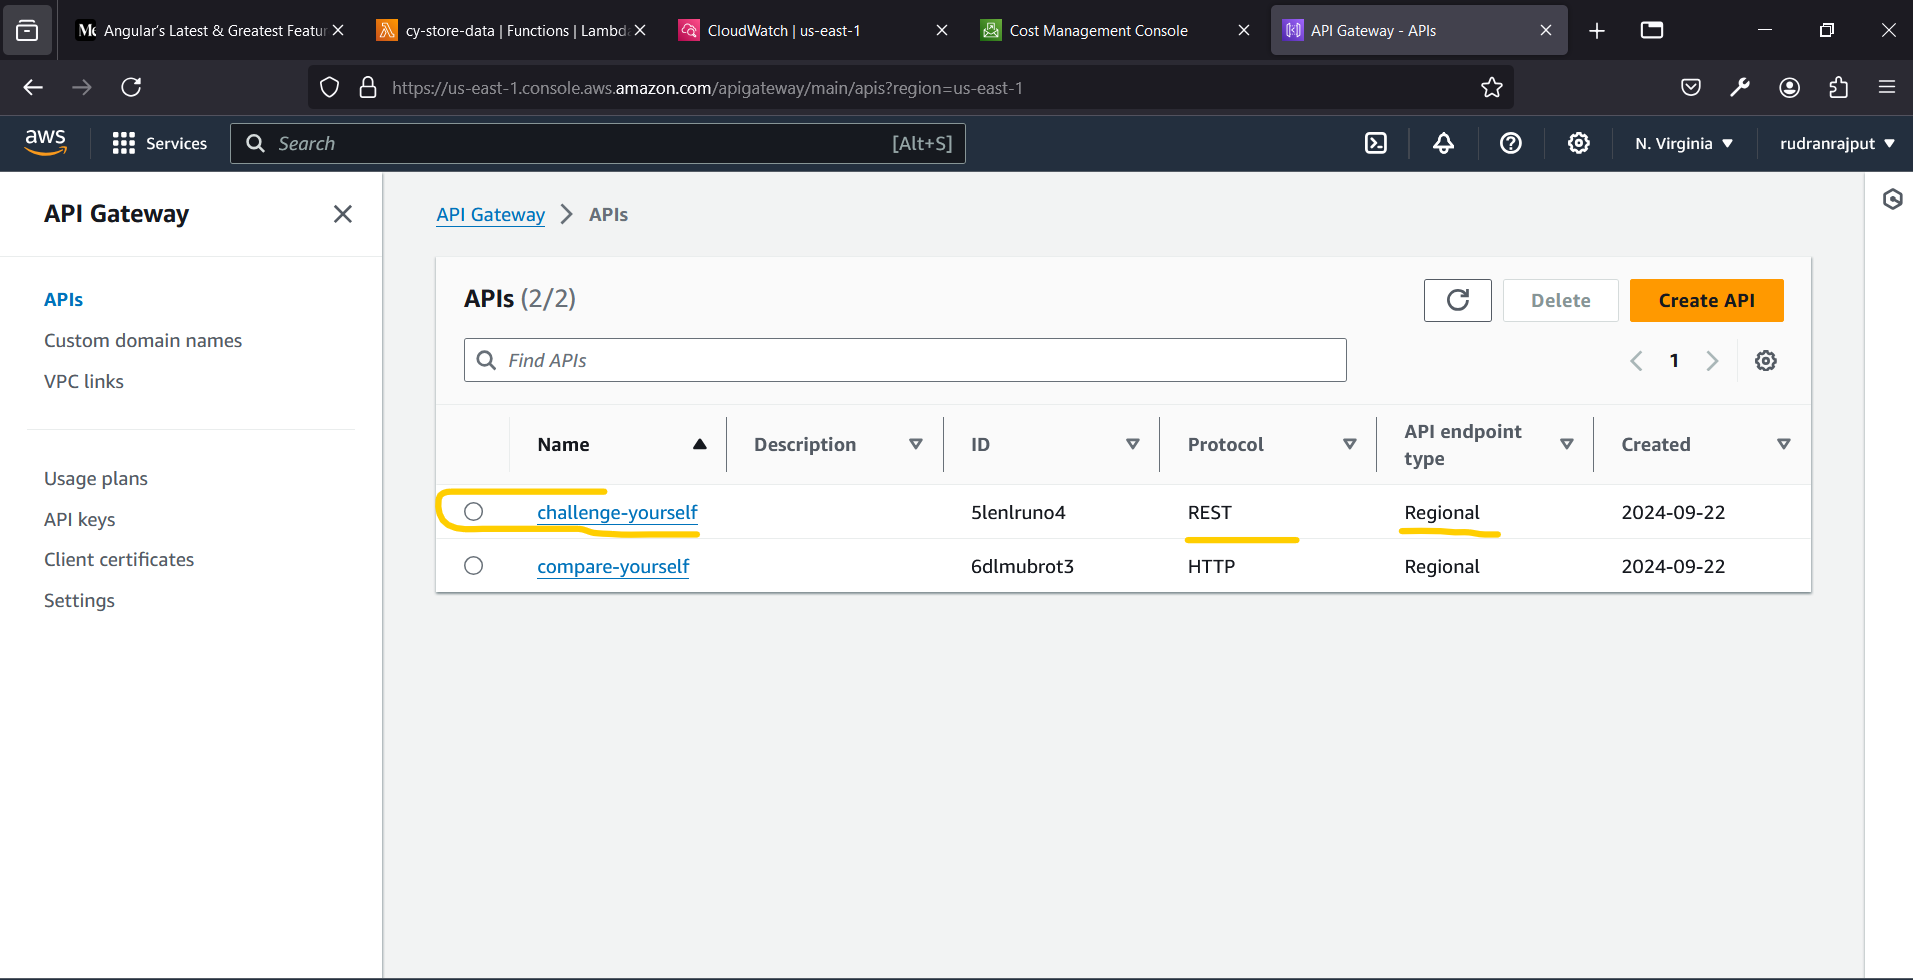 Angular's Latest & Greatest Featur
cy-store-data | Functions | Lambda
CloudWatch | us-east-1
Cost Management Console
API Gateway - APIs
https://us-east-1.console.aws.amazon.com/apigateway/main/apis?region=us-east-1
aws
Services
Search
[Alt+S]
N. Virginia
rudranrajput
API Gateway
APIs
Custom domain names
VPC links
Usage plans
API keys
Client certificates
Settings
API Gateway > APIs
APIs (2/2)
Delete
Create API
Find APIs
1
Name Description ID Protocol API endpoint type Created
challenge-yourself 5lenlruno4 REST Regional 2024-09-22
compare-yourself 6dlmubrot3 HTTP Regional 2024-09-22